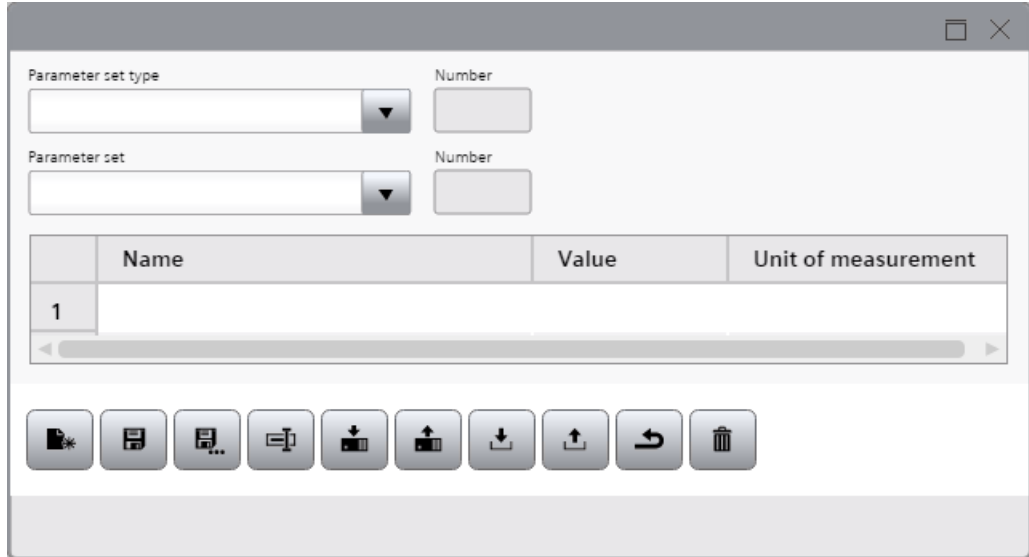 Parameter set type Number
Parameter set Number
Name Value Unit of measurement
1